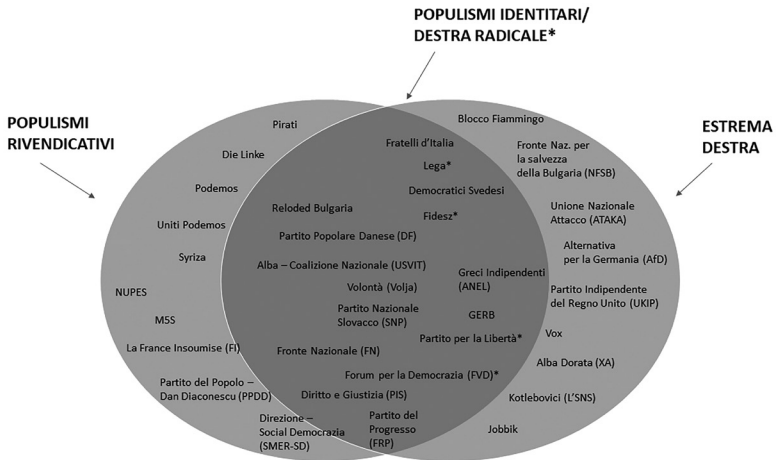 POPULISMI IDENTITARI/
DESTRA RADICALE*
POPULISMI
RIVENDICATIVI
ESTREMA
DESTRA
Pirati
Die Linke
Podemos
Uniti Podemos
Syriza
NUPES
M5S
La France Insoumise (FI)
Partito del Popolo –
Dan Diaconescu (PPDD)
Direzione –
Social Democrazia
(SMER-SD)
Fratelli d'Italia
Lega*
Democratici Svedesi
Reloded Bulgaria
Fidesz*
Partito Popolare Danese (DF)
Alba – Coalizione Nazionale (USVIT)
Greci Indipendenti
(ANEL)
Volontà (Volja)
Partito Nazionale
Slovacco (SNP)
GERB
Partito per la Libertà*
Fronte Nazionale (FN)
Forum per la Democrazia (FVD)*
Diritto e Giustizia (PIS)
Partito del
Progresso
(FRP)
Blocco Fiammingo
Fronte Naz. per
la salvezza
della Bulgaria (NFSB)
Unione Nazionale
Attacco (ATAKA)
Alternativa
per la Germania (AfD)
Partito Indipendente
del Regno Unito (UKIP)
Vox
Alba Dorata (XA)
Kotlebovici (L'SNS)
Jobbik